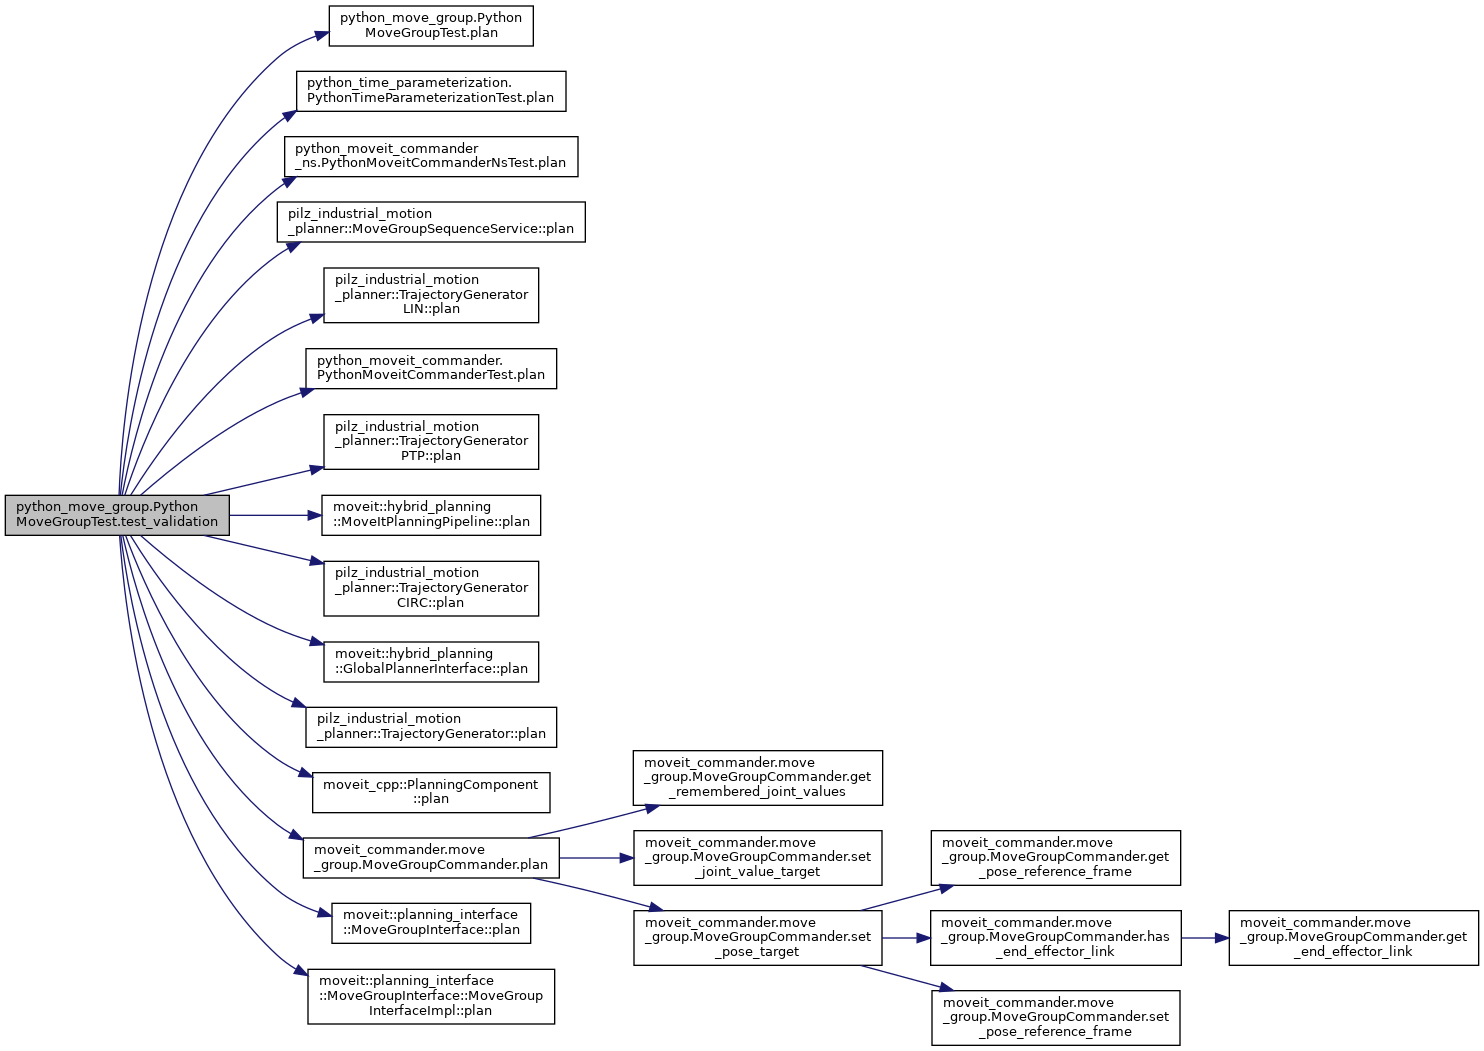 python_move_group.Python
MoveGroupTest.plan
python_time_parameterization.
PythonTimeParameterizationTest.plan
python_moveit_commander
_ns.PythonMoveitCommanderNsTest.plan
pilz_industrial_motion
_planner::MoveGroupSequenceService::plan
pilz_industrial_motion
_planner::TrajectoryGenerator
LIN::plan
python_moveit_commander.
PythonMoveitCommanderTest.plan
pilz_industrial_motion
_planner::TrajectoryGenerator
PTP::plan
python_move_group.Python
MoveGroupTest.test_validation
moveit::hybrid_planning
::MoveItPlanningPipeline::plan
pilz_industrial_motion
_planner::TrajectoryGenerator
CIRC::plan
moveit::hybrid_planning
::GlobalPlannerInterface::plan
pilz_industrial_motion
_planner::TrajectoryGenerator::plan
moveit_cpp::PlanningComponent
::plan
moveit_commander.move
_group.MoveGroupCommander.plan
moveit::planning_interface
::MoveGroupInterface::plan
moveit::planning_interface
::MoveGroupInterface::MoveGroup
InterfaceImpl::plan
moveit_commander.move
_group.MoveGroupCommander.get
_remembered_joint_values
moveit_commander.move
_group.MoveGroupCommander.set
_joint_value_target
moveit_commander.move
_group.MoveGroupCommander.set
_pose_target
moveit_commander.move
_group.MoveGroupCommander.get
_pose_reference_frame
moveit_commander.move
_group.MoveGroupCommander.has
_end_effector_link
moveit_commander.move
_group.MoveGroupCommander.get
_end_effector_link
moveit_commander.move
_group.MoveGroupCommander.set
_pose_reference_frame